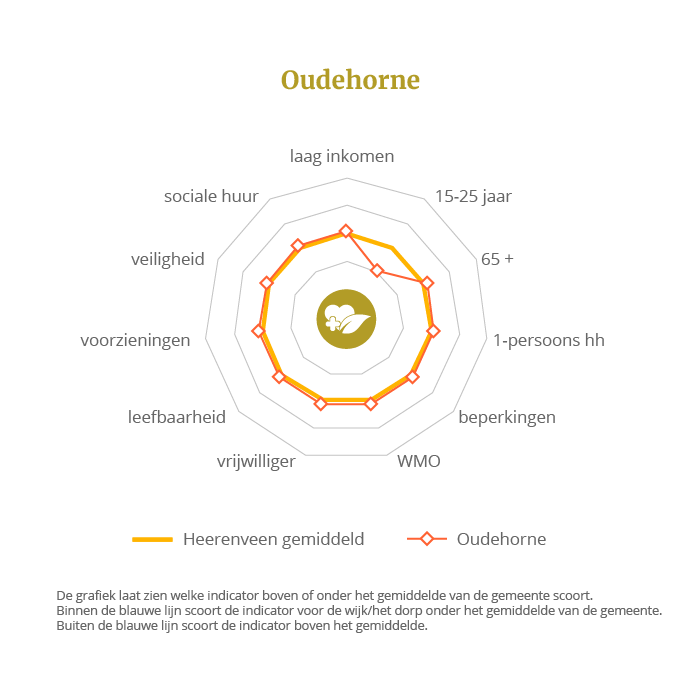 Oudehorne
laag inkomen
sociale huur
15-25 jaar
veiligheid
65 +
voorzieningen
1-persoons hh
leefbaarheid
beperkingen
vrijwilliger
WMO
Heerenveen gemiddeld
Oudehorne
De grafiek laat zien welke indicator boven of onder het gemiddelde van de gemeente scoort.
Binnen de blauwe lijn scoort de indicator voor de wijk/het dorp onder het gemiddelde van de gemeente.
Buiten de blauwe lijn scoort de indicator boven het gemiddelde.